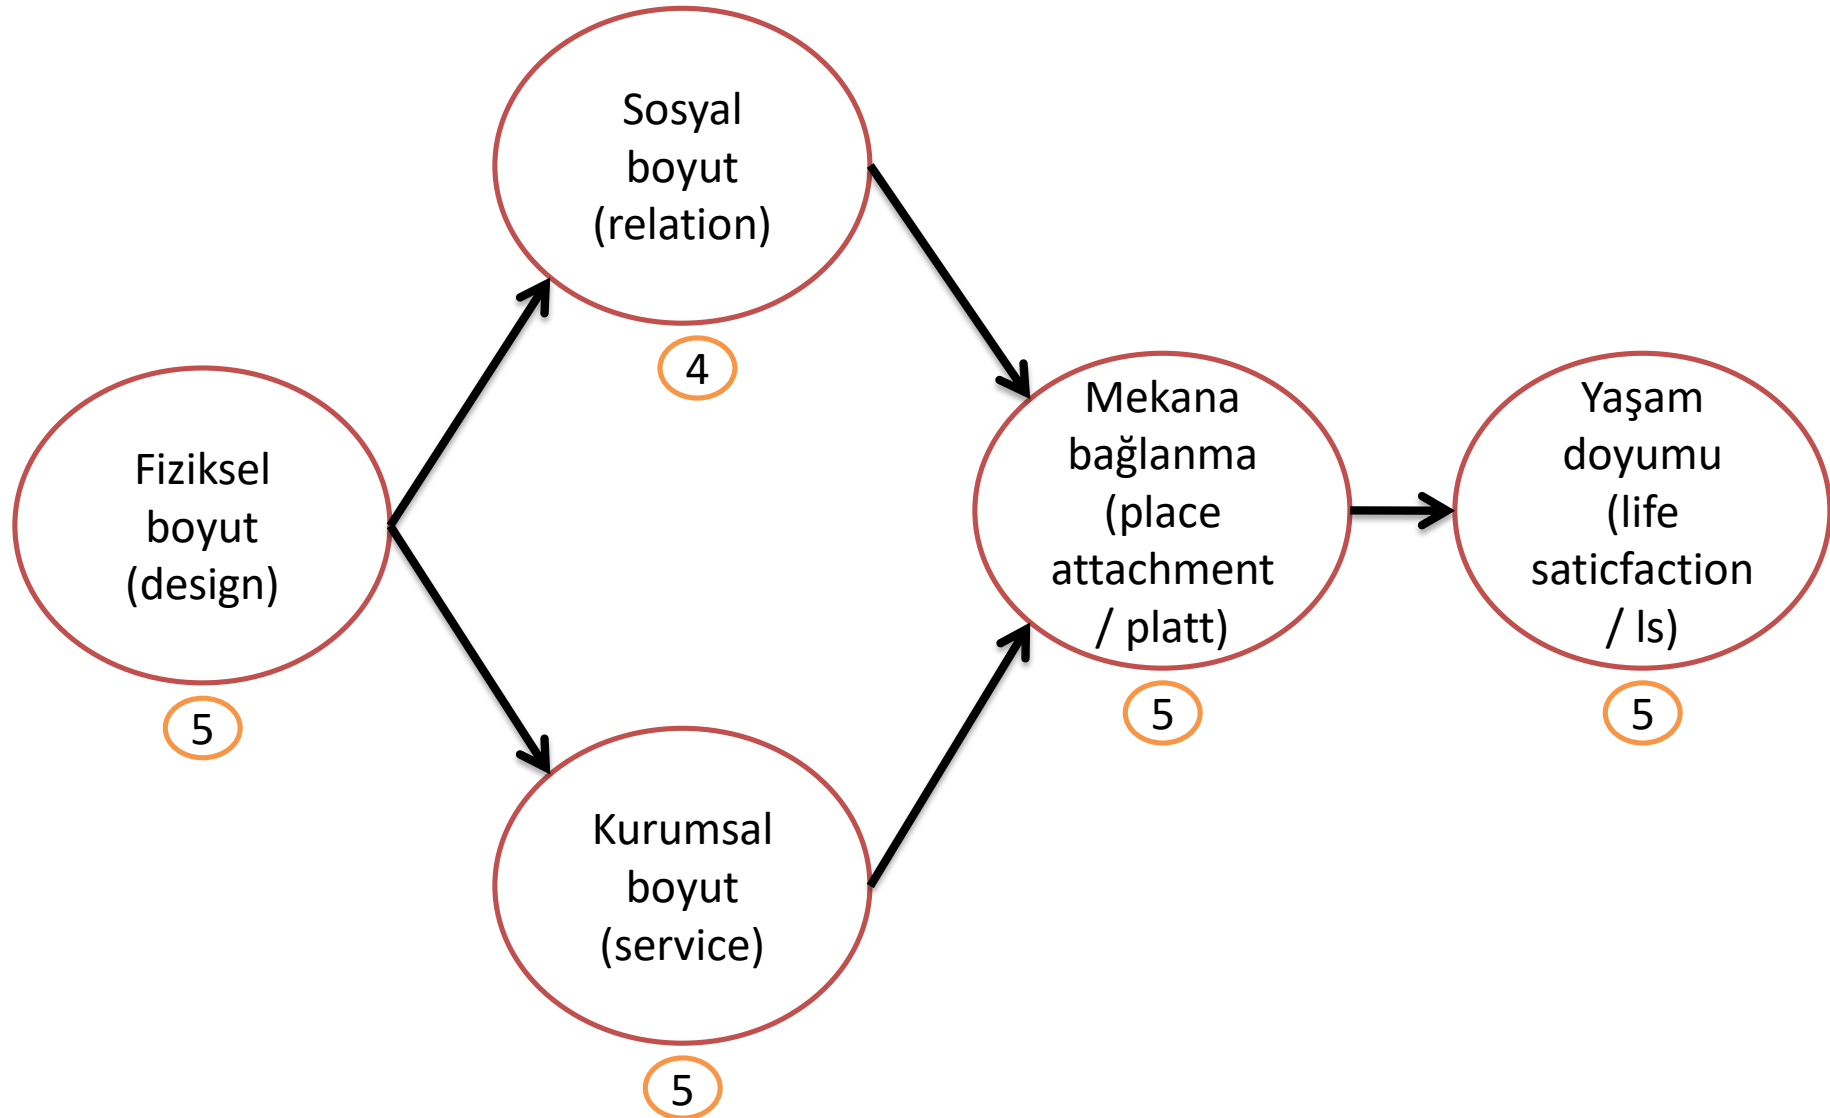 Sosyal
boyut
(relation)
4
Fiziksel
boyut
(design)
5
Kurumsal
boyut
(service)
5
Mekana
bağlanma
(place
attachment
/ platt)
5
Yaşam
doyumu
(life
saticfaction
/ ls)
5